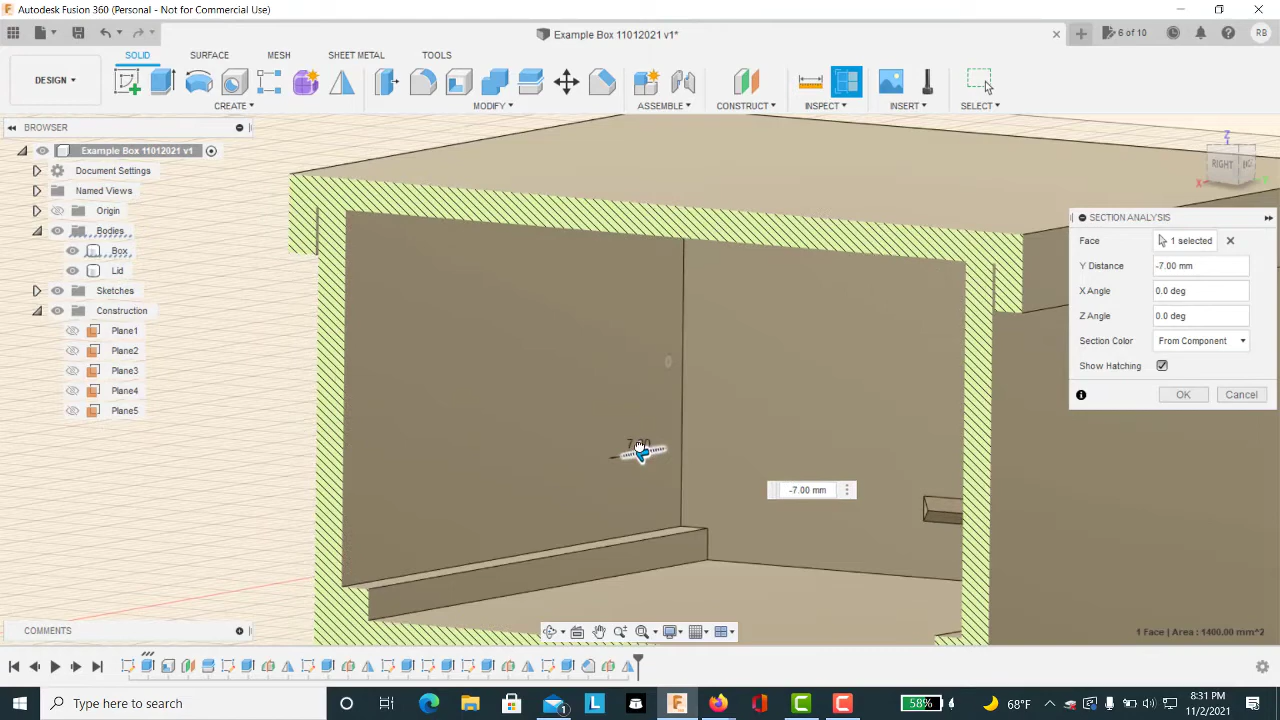 Autodesk Fusion 360 (Personal - Not for Commercial Use)
Example Box 11012021 v1*
6 of 10
RB
SOLID SURFACE MESH SHEET METAL TOOLS
DESIGN
CREATE MODIFY ASSEMBLE CONSTRUCT INSPECT INSERT SELECT
BROWSER
Example Box 11012021 v1
Document Settings
Named Views
Origin
Bodies
Box
Lid
Sketches
Construction
Plane1
Plane2
Plane3
Plane4
Plane5
Z
RIGHT
X
SECTION ANALYSIS
Face 1 selected
Y Distance -7.00 mm
X Angle 0.0 deg
Z Angle 0.0 deg
Section Color From Component
Show Hatching
OK Cancel
-7.00 mm
COMMENTS
1 Face | Area : 1400.00 mm^2
Type here to search
58%
68°F
8:31 PM
11/2/2021